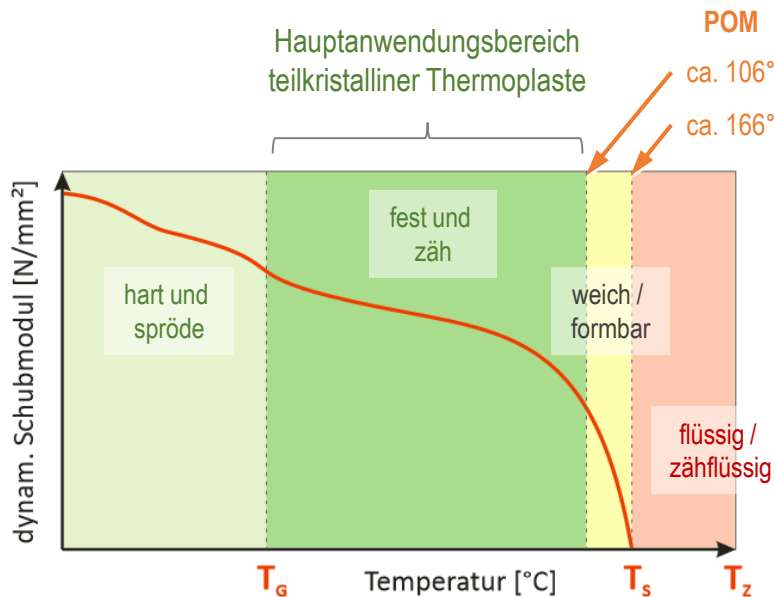 POM
Hauptanwendungsbereich
teilkristalliner Thermoplaste
ca. 106°
ca. 166°
dynam. Schubmodul [N/mm²]
fest und
zäh
hart und
spröde
weich /
formbar
flüssig /
zähflüssig
TG
Temperatur [°C]
TS
TZ